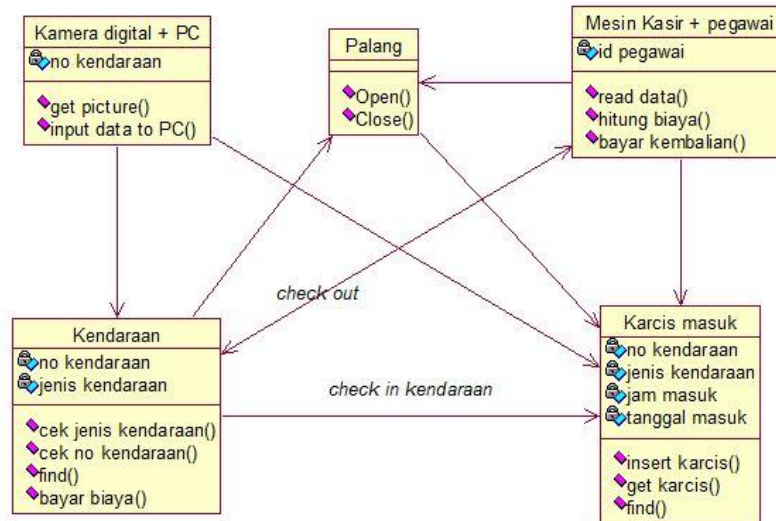 Kamera digital + PC
no kendaraan
get picture()
input data to PC()
Palang
Open()
Close()
Mesin Kasir + pegawai
id pegawai
read data()
hitung biaya()
bayar kembalian()
check out
Kendaraan
no kendaraan
jenis kendaraan
cek jenis kendaraan()
cek no kendaraan()
find()
bayar biaya()
check in kendaraan
Karcis masuk
no kendaraan
jenis kendaraan
jam masuk
tanggal masuk
insert karcis()
get karcis()
find()